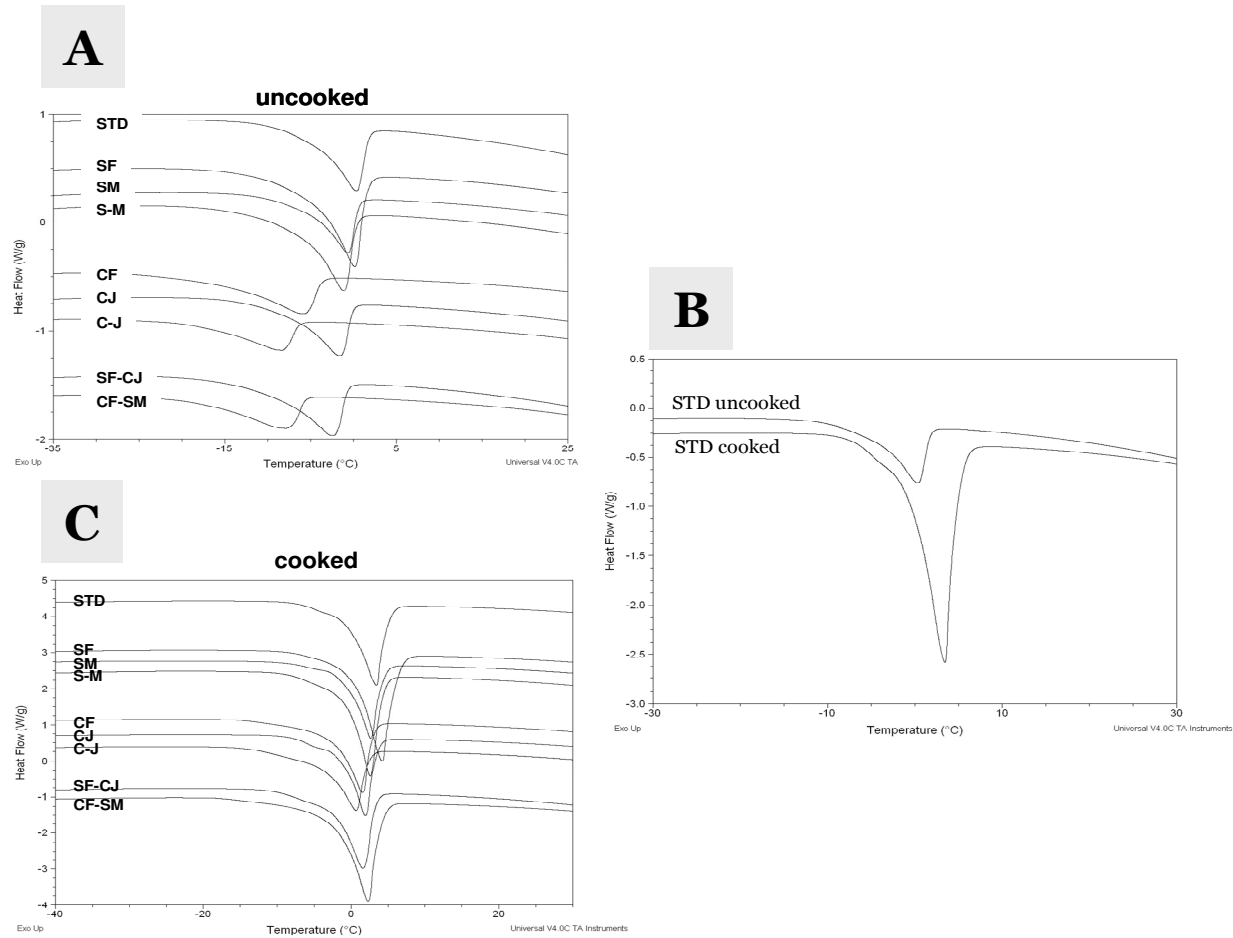 A
uncooked
1
0
-1
-2
Heat Flow (W/g)
STD
SF
SM
S-M
CF
CJ
C-J
SF-CJ
CF-SM
-35
-15
5
25
Exo Up
Temperature (°C)
Universal V4.0C TA
B
0.6
0.0
-0.5
-1.0
-1.5
-2.0
-2.5
-3.0
Heat Flow (W/g)
STD uncooked
STD cooked
-30
-10
10
30
Exo Up
Temperature (°C)
Universal V4.0C TA Instruments
C
cooked
5
4
3
2
1
0
-1
-2
-3
-4
Heat Flow (W/g)
STD
SF
SM
S-M
CF
CJ
C-J
SF-CJ
CF-SM
-40
-20
0
20
Exo Up
Temperature (°C)
Universal V4.0C TA Instruments